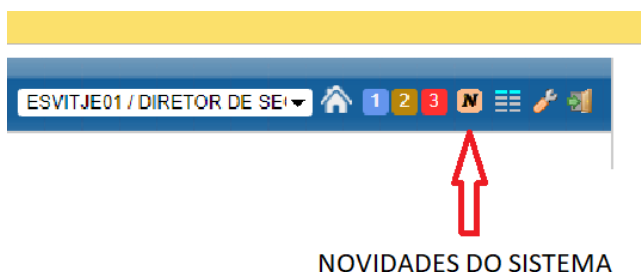 ESVITJE01 / DIRETOR DE SE
1 2 3 N
NOVIDADES DO SISTEMA